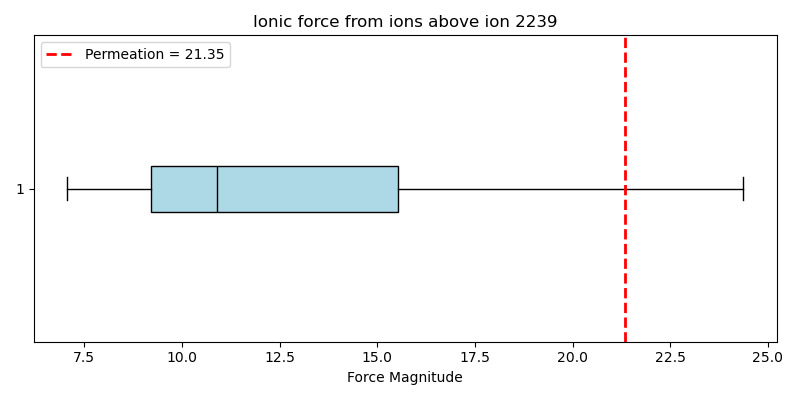 Ionic force from ions above ion 2239
Permeation = 21.35
1
7.5 10.0 12.5 15.0 17.5 20.0 22.5 25.0
Force Magnitude